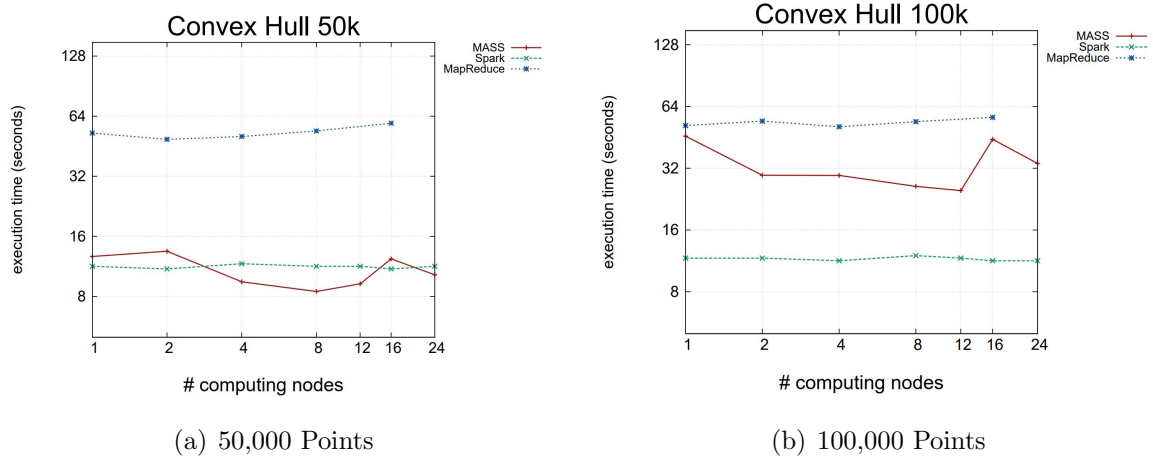 Convex Hull 50k
MASS
Spark
MapReduce
128
64
32
16
8
execution time (seconds)
1 2 4 8 12 16 24
# computing nodes
(a) 50,000 Points
Convex Hull 100k
MASS
Spark
MapReduce
128
64
32
16
8
execution time (seconds)
1 2 4 8 12 16 24
# computing nodes
(b) 100,000 Points